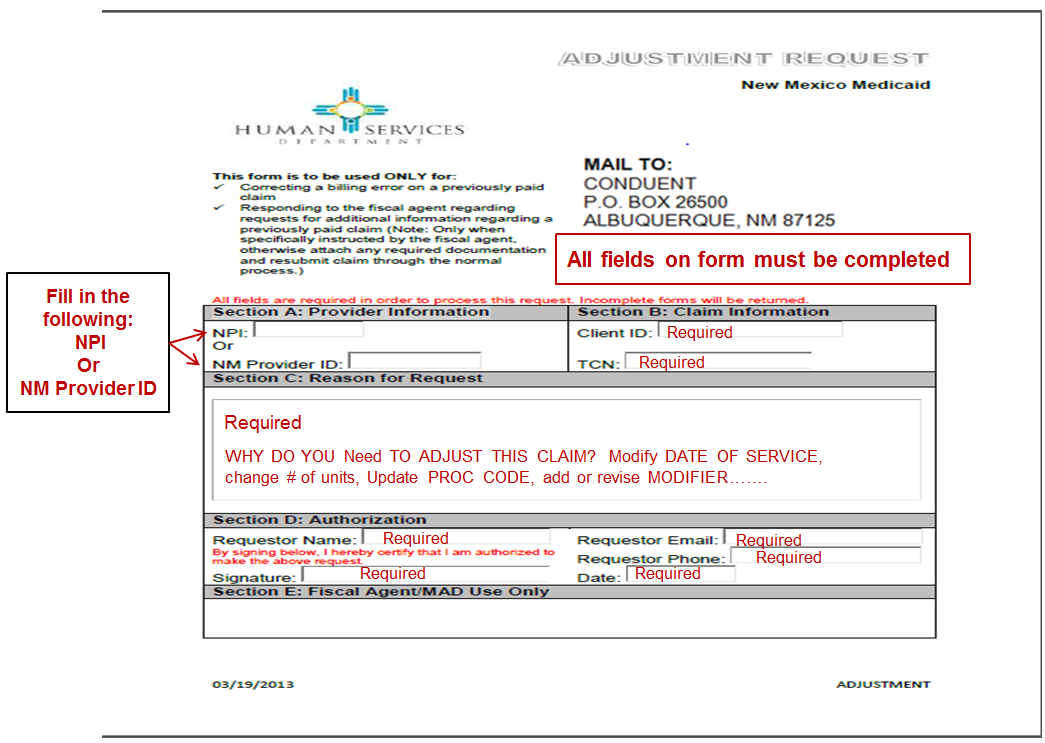 ADJUSTMENT REQUEST
New Mexico Medicaid
HUMAN SERVICES
DEPARTMENT
This form is to be used ONLY for:
✓ Correcting a billing error on a previously paid
claim
✓ Responding to the fiscal agent regarding
requests for additional information regarding a
previously paid claim (Note: Only when
specifically instructed by the fiscal agent,
otherwise attach any required documentation
and resubmit claim through the normal
process.)
MAIL TO:
CONDUENT
P.O. BOX 26500
ALBUQUERQUE, NM 87125
All fields on form must be completed
Fill in the
following:
NPI
Or
NM Provider ID
All fields are required in order to process this request. Incomplete forms will be returned.
Section A: Provider Information
NPI:
Or
NM Provider ID:
Section B: Claim Information
Client ID: Required
TCN: Required
Section C: Reason for Request
Required
WHY DO YOU Need TO ADJUST THIS CLAIM? Modify DATE OF SERVICE,
change # of units, Update PROC CODE, add or revise MODIFIER…….
Section D: Authorization
Requestor Name: Required
By signing below, I hereby certify that I am authorized to
make the above request.
Signature: Required
Requestor Email: Required
Requestor Phone: Required
Date: Required
Section E: Fiscal Agent/MAD Use Only
03/19/2013
ADJUSTMENT